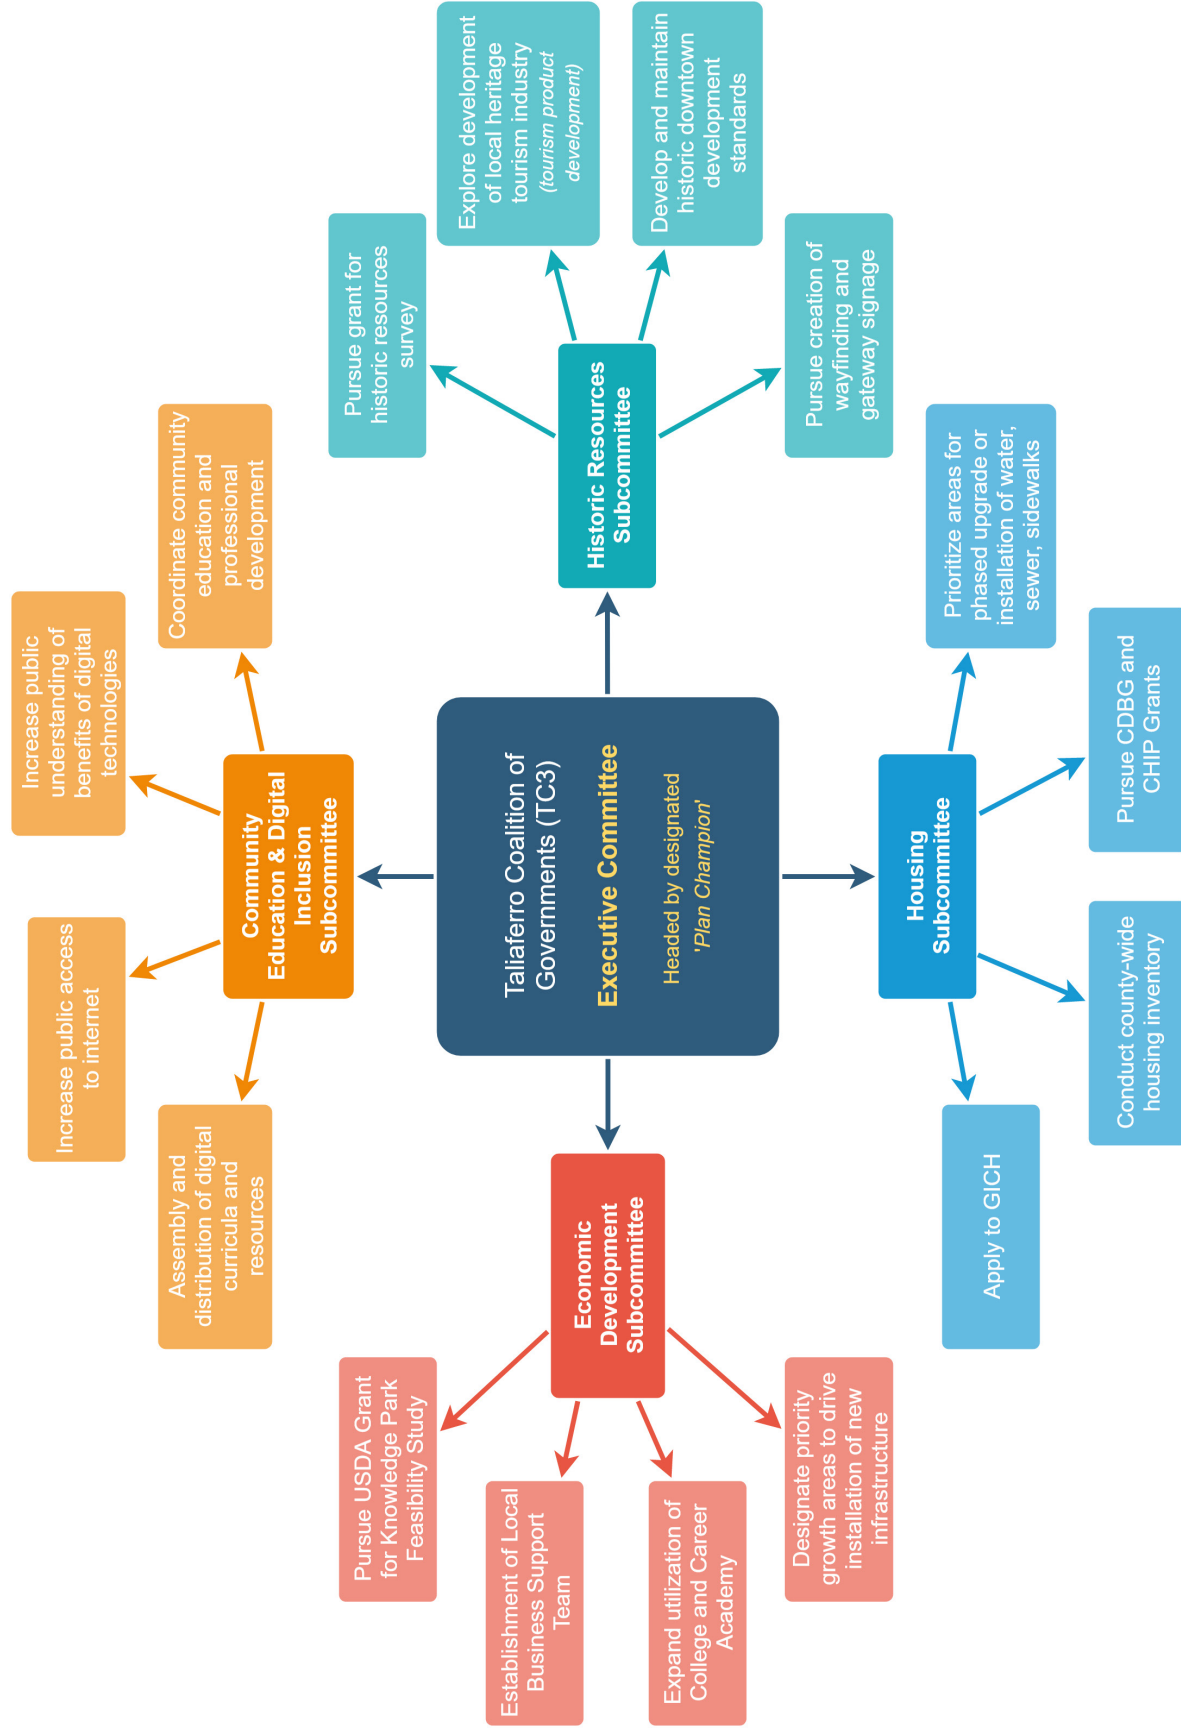 Taliaferro Coalition of
Governments (TC3)
Executive Committee
Headed by designated
'Plan Champion'
Community
Education & Digital
Inclusion
Subcommittee
Assembly and
distribution of digital
curricula and
resources
Increase public access
to internet
Increase public
understanding of
benefits of digital
technologies
Coordinate community
education and
professional
development
Historic Resources
Subcommittee
Pursue grant for
historic resources
survey
Explore development
of local heritage
tourism industry
(tourism product
development)
Develop and maintain
historic downtown
development
standards
Pursue creation of
wayfinding and
gateway signage
Housing
Subcommittee
Prioritize areas for
phased upgrade or
installation of water,
sewer, sidewalks
Pursue CDBG and
CHIP Grants
Conduct county-wide
housing inventory
Apply to GICH
Economic
Development
Subcommittee
Pursue USDA Grant
for Knowledge Park
Feasibility Study
Establishment of Local
Business Support
Team
Expand utilization of
College and Career
Academy
Designate priority
growth areas to drive
installation of new
infrastructure